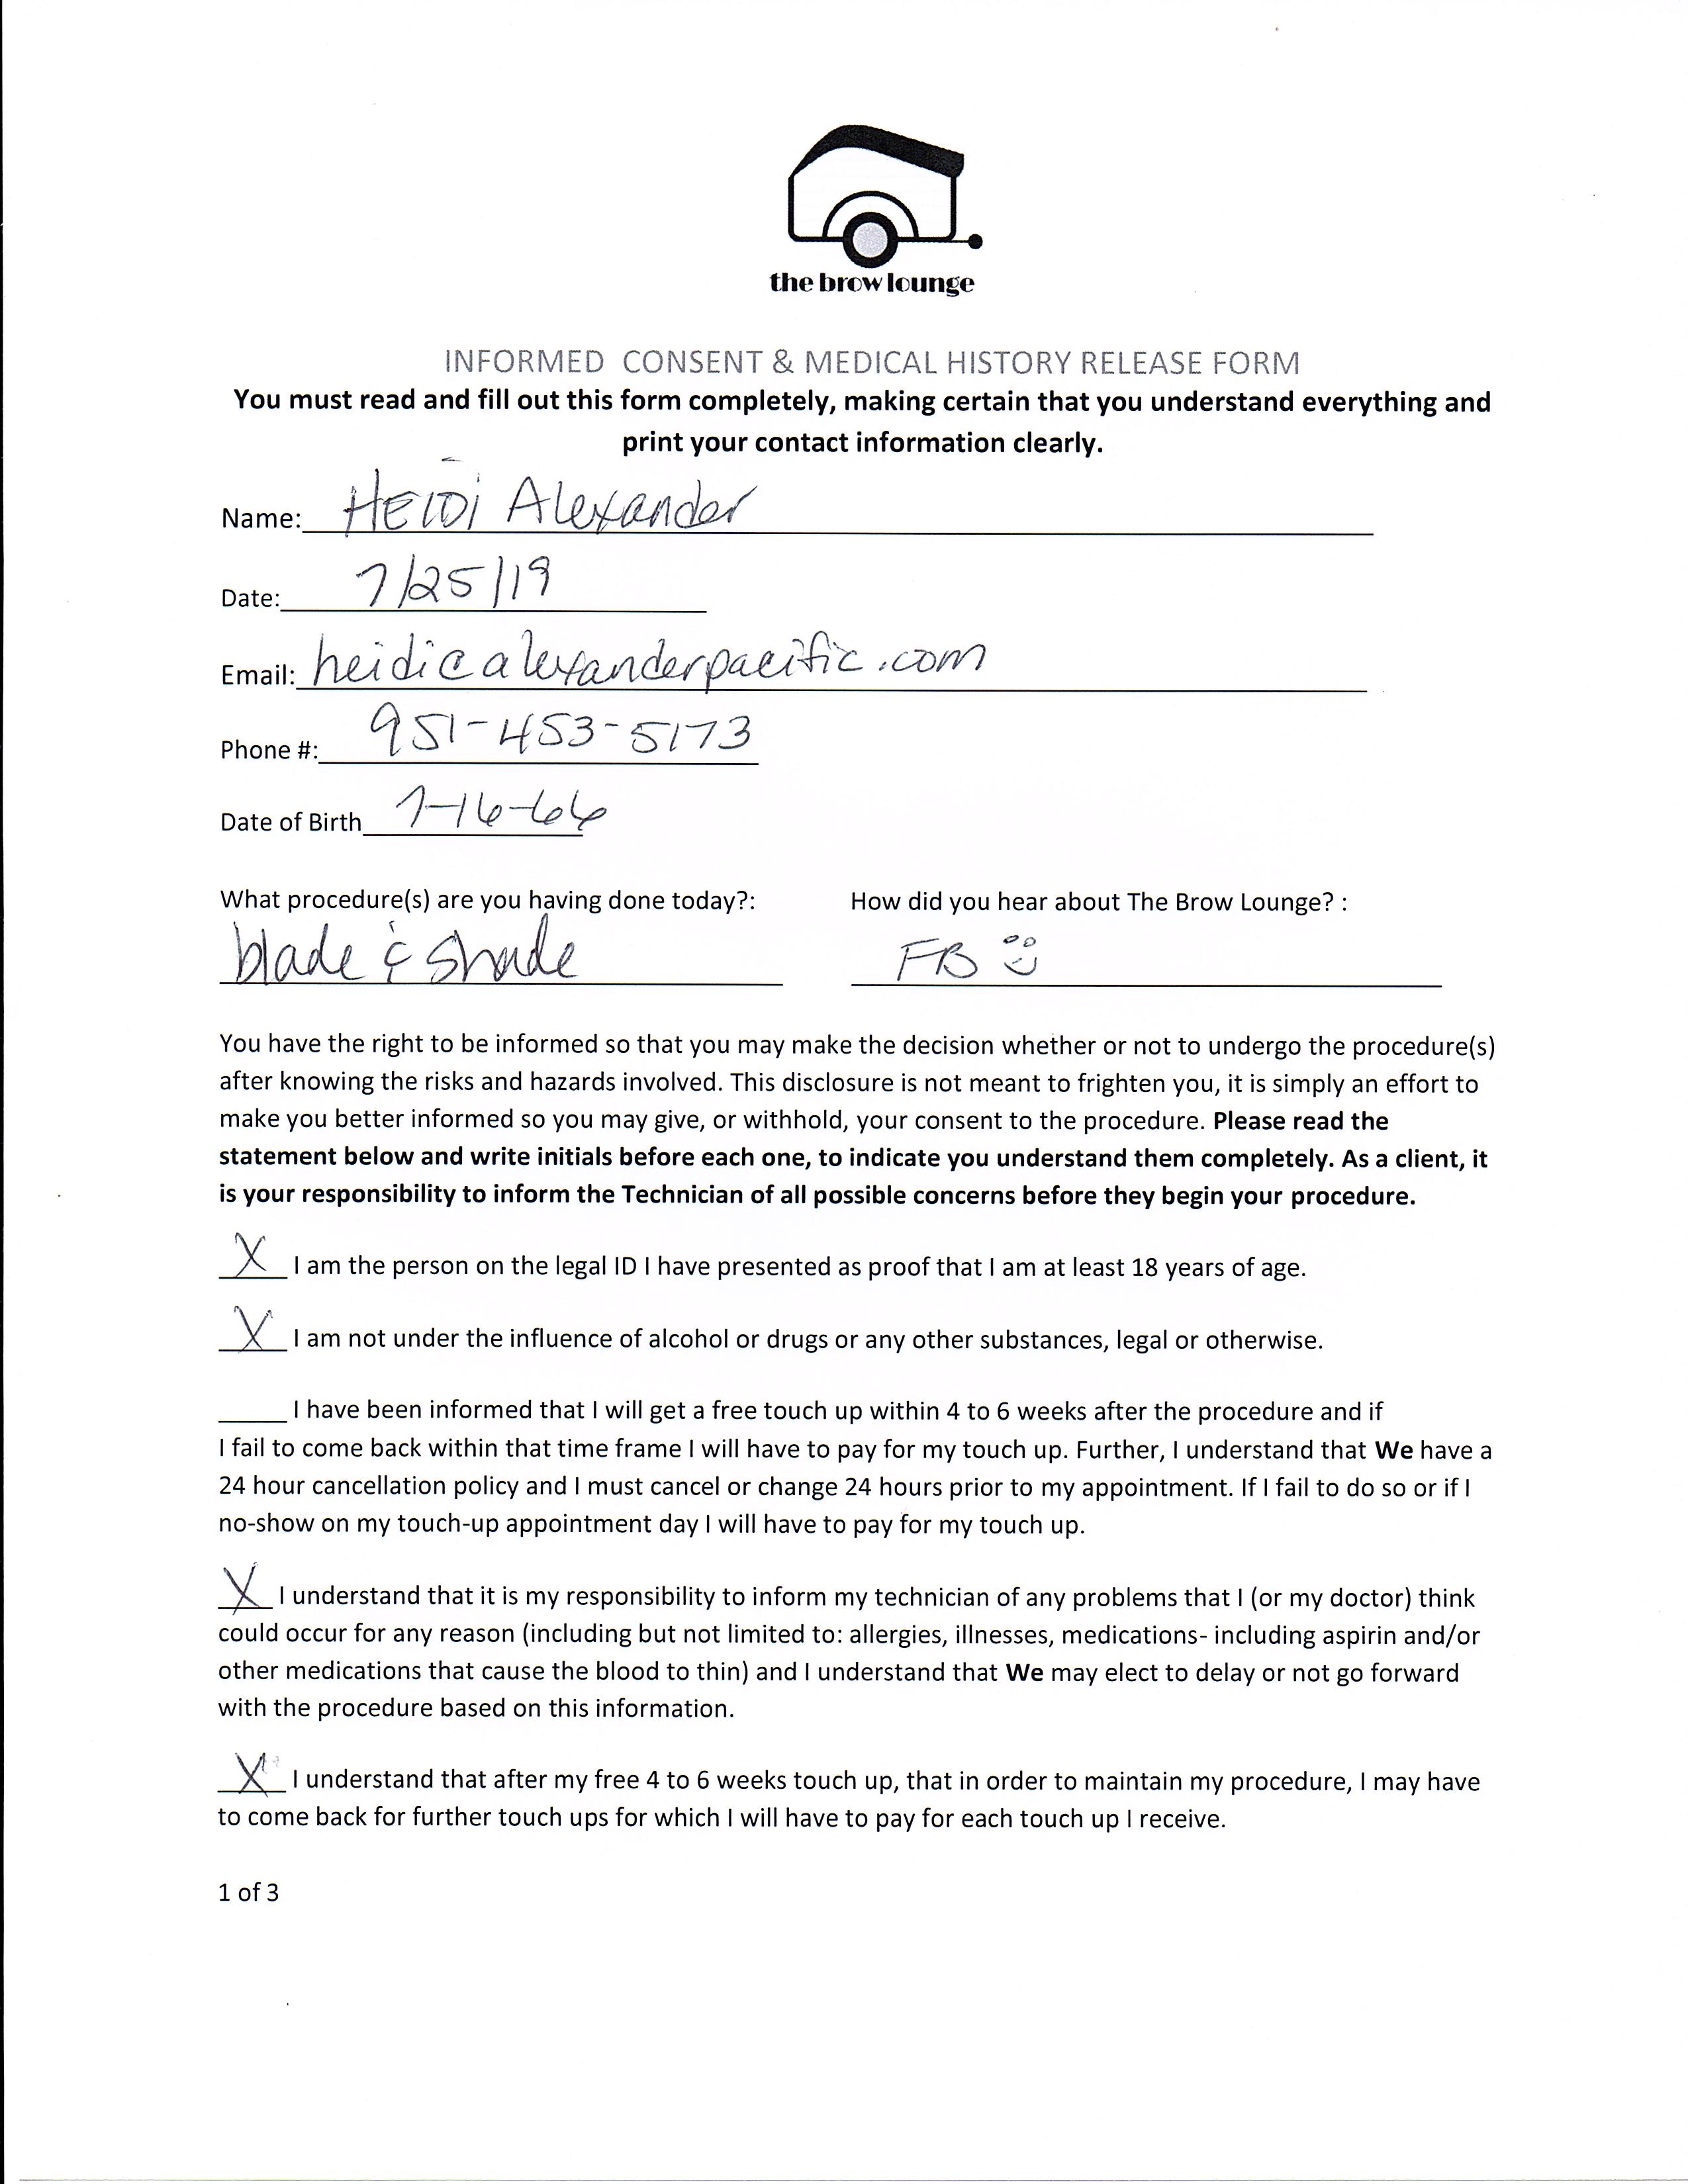 the brow lounge
INFORMED CONSENT & MEDICAL HISTORY RELEASE FORM
You must read and fill out this form completely, making certain that you understand everything and
print your contact information clearly.
Name: HEIDi Alexander
Date: 7/25/19
Email: heidi@alexanderpacific.com
Phone #: 951-453-5173
Date of Birth 7-16-66
What procedure(s) are you having done today?: How did you hear about The Brow Lounge? :
blade & shade FB
You have the right to be informed so that you may make the decision whether or not to undergo the procedure(s)
after knowing the risks and hazards involved. This disclosure is not meant to frighten you, it is simply an effort to
make you better informed so you may give, or withhold, your consent to the procedure. Please read the
statement below and write initials before each one, to indicate you understand them completely. As a client, it
is your responsibility to inform the Technician of all possible concerns before they begin your procedure.
X I am the person on the legal ID I have presented as proof that I am at least 18 years of age.
X I am not under the influence of alcohol or drugs or any other substances, legal or otherwise.
_____ I have been informed that I will get a free touch up within 4 to 6 weeks after the procedure and if
I fail to come back within that time frame I will have to pay for my touch up. Further, I understand that We have a
24 hour cancellation policy and I must cancel or change 24 hours prior to my appointment. If I fail to do so or if I
no-show on my touch-up appointment day I will have to pay for my touch up.
X I understand that it is my responsibility to inform my technician of any problems that I (or my doctor) think
could occur for any reason (including but not limited to: allergies, illnesses, medications- including aspirin and/or
other medications that cause the blood to thin) and I understand that We may elect to delay or not go forward
with the procedure based on this information.
X I understand that after my free 4 to 6 weeks touch up, that in order to maintain my procedure, I may have
to come back for further touch ups for which I will have to pay for each touch up I receive.
1 of 3